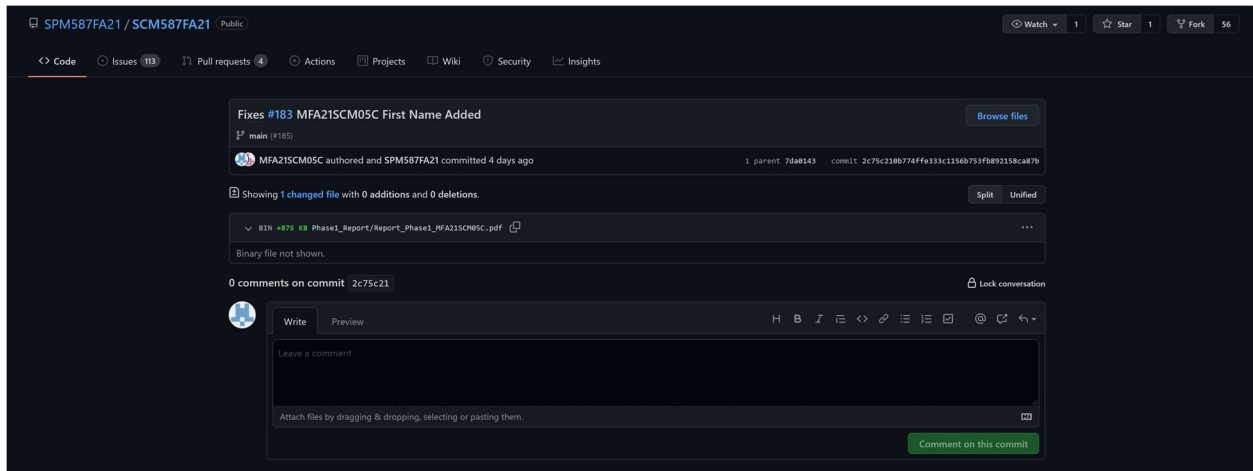 SPM587FA21 / SCM587FA21 Public
Watch 1 Star 1 Fork 56
<> Code Issues 113 Pull requests 4 Actions Projects Wiki Security Insights
Fixes #183 MFA21SCM05C First Name Added
Browse files
main (#185)
MFA21SCM05C authored and SPM587FA21 committed 4 days ago
1 parent 7da0143 commit 2c75c210b774ffe333c1156b753fb892158ca87b
Showing 1 changed file with 0 additions and 0 deletions.
Split Unified
BIN +875 KB Phase1_Report/Report_Phase1_MFA21SCM05C.pdf
Binary file not shown.
0 comments on commit 2c75c21
Lock conversation
Write Preview
Leave a comment
Attach files by dragging & dropping, selecting or pasting them.
Comment on this commit